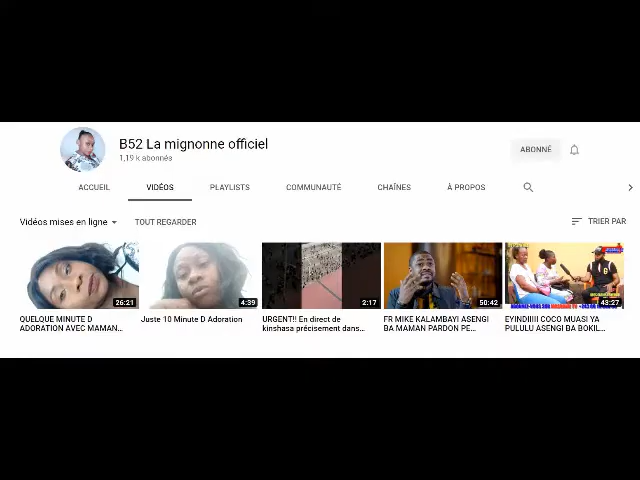 B52 La mignonne officiel
1,19 k abonnés
ABONNÉ
ACCUEIL VIDÉOS PLAYLISTS COMMUNAUTÉ CHAÎNES À PROPOS
Vidéos mises en ligne TOUT REGARDER TRIER PAR
26:21
4:39
2:17
50:42
43:27
QUELQUE MINUTE D
ADORATION AVEC MAMAN...
Juste 10 Minute D Adoration
URGENT!! En direct de
kinshasa précisement dans...
FR MIKE KALAMBAYI ASENGI
BA MAMAN PARDON PE...
EYINDIIIII COCO MUASI YA
PULULU ASENGI BA BOKIL...